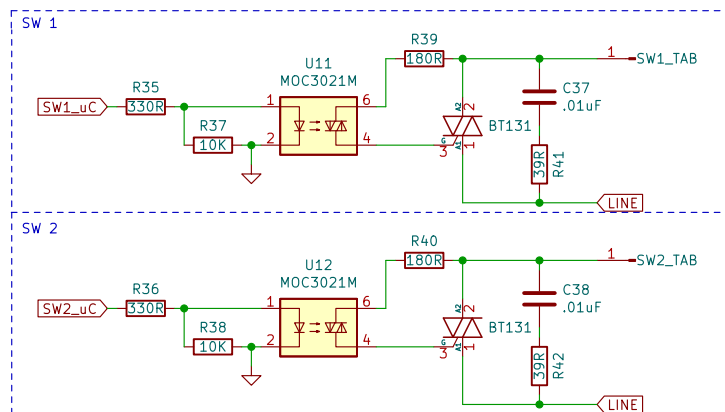 SW 1
R39
180R
1
SW1_TAB
U11
MOC3021M
R35
SW1_uC
330R
1
6
A2
2
C37
.01uF
R37
10K
2
4
G
3
A1
1
BT131
39R
R41
LINE
SW 2
R40
180R
1
SW2_TAB
U12
MOC3021M
R36
SW2_uC
330R
1
6
A2
2
C38
.01uF
R38
10K
2
4
G
3
A1
1
BT131
39R
R42
LINE